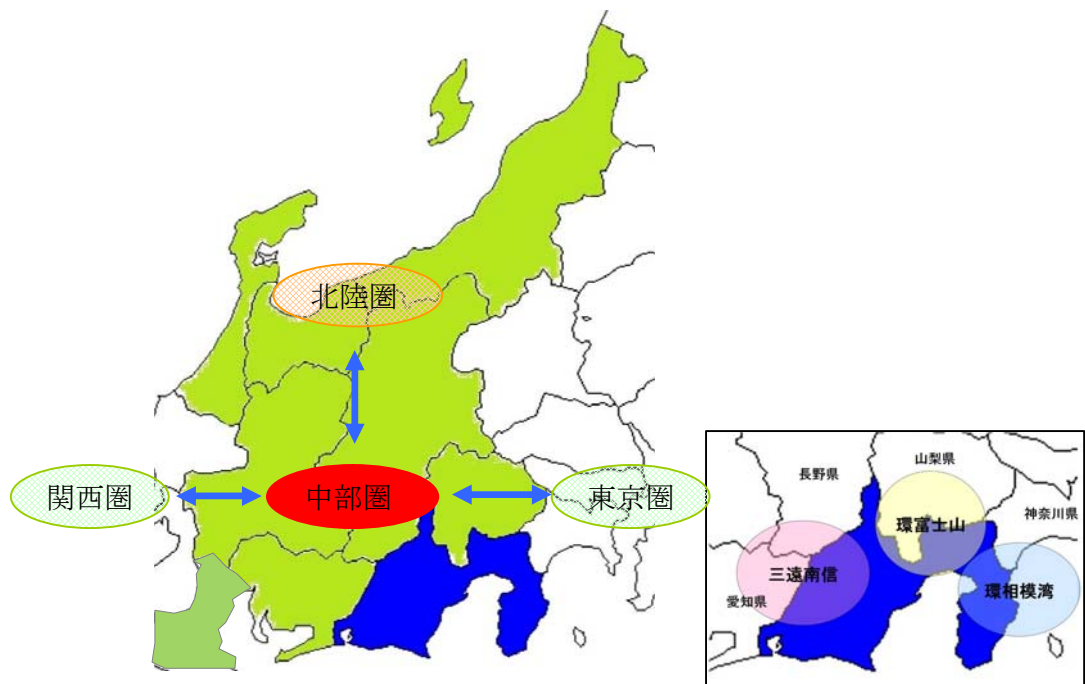 北陸圏
関西圏
中部圏
東京圏
長野県
山梨県
神奈川県
環富士山
三遠南信
環相模湾
愛知県